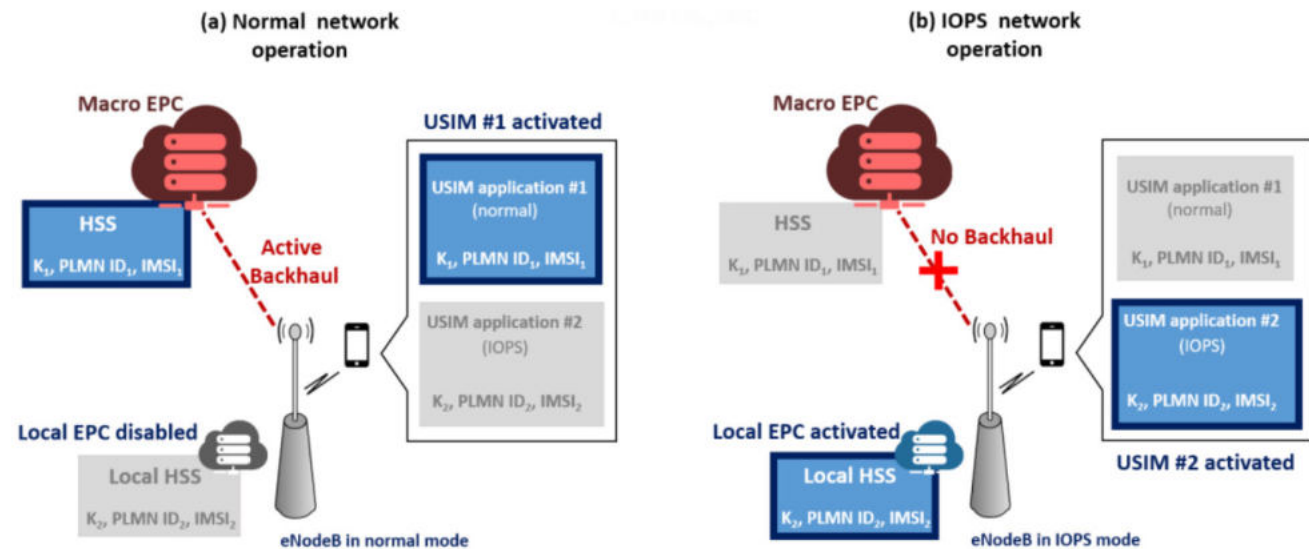 (a) Normal network
operation
Macro EPC
USIM #1 activated
HSS
K₁, PLMN ID₁, IMSI₁
Active
Backhaul
USIM application #1
(normal)
K₁, PLMN ID₁, IMSI₁
USIM application #2
(IOPS)
K₂, PLMN ID₂, IMSI₂
Local EPC disabled
Local HSS
K₂, PLMN ID₂, IMSI₂
eNodeB in normal mode
(b) IOPS network
operation
Macro EPC
HSS
K₁, PLMN ID₁, IMSI₁
No Backhaul
USIM application #1
(normal)
K₁, PLMN ID₁, IMSI₁
USIM application #2
(IOPS)
K₂, PLMN ID₂, IMSI₂
USIM #2 activated
Local EPC activated
Local HSS
K₂, PLMN ID₂, IMSI₂
eNodeB in IOPS mode